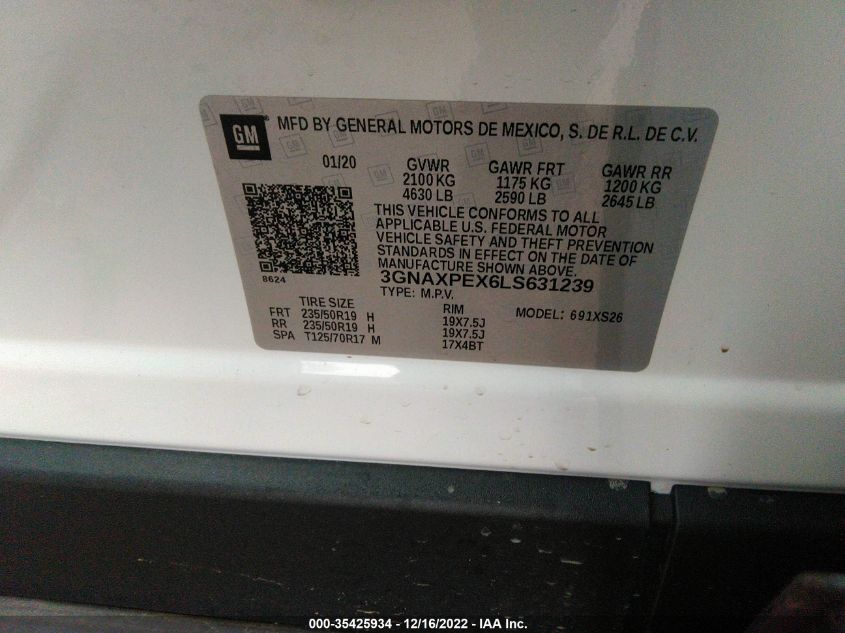 GM MFD BY GENERAL MOTORS DE MEXICO, S. DE R.L. DE C.V.
01/20 GVWR GAWR FRT GAWR RR
2100 KG 1175 KG 1200 KG
4630 LB 2590 LB 2645 LB
THIS VEHICLE CONFORMS TO ALL
APPLICABLE U.S. FEDERAL MOTOR
VEHICLE SAFETY AND THEFT PREVENTION
STANDARDS IN EFFECT ON THE DATE OF
MANUFACTURE SHOWN ABOVE.
8624 3GNAXPEX6LS631239
TYPE: M.P.V.
TIRE SIZE RIM MODEL: 691XS26
FRT 235/50R19 H 19X7.5J
RR 235/50R19 H 19X7.5J
SPA T125/70R17 M 17X4BT
000-35425934 - 12/16/2022 - IAA Inc.